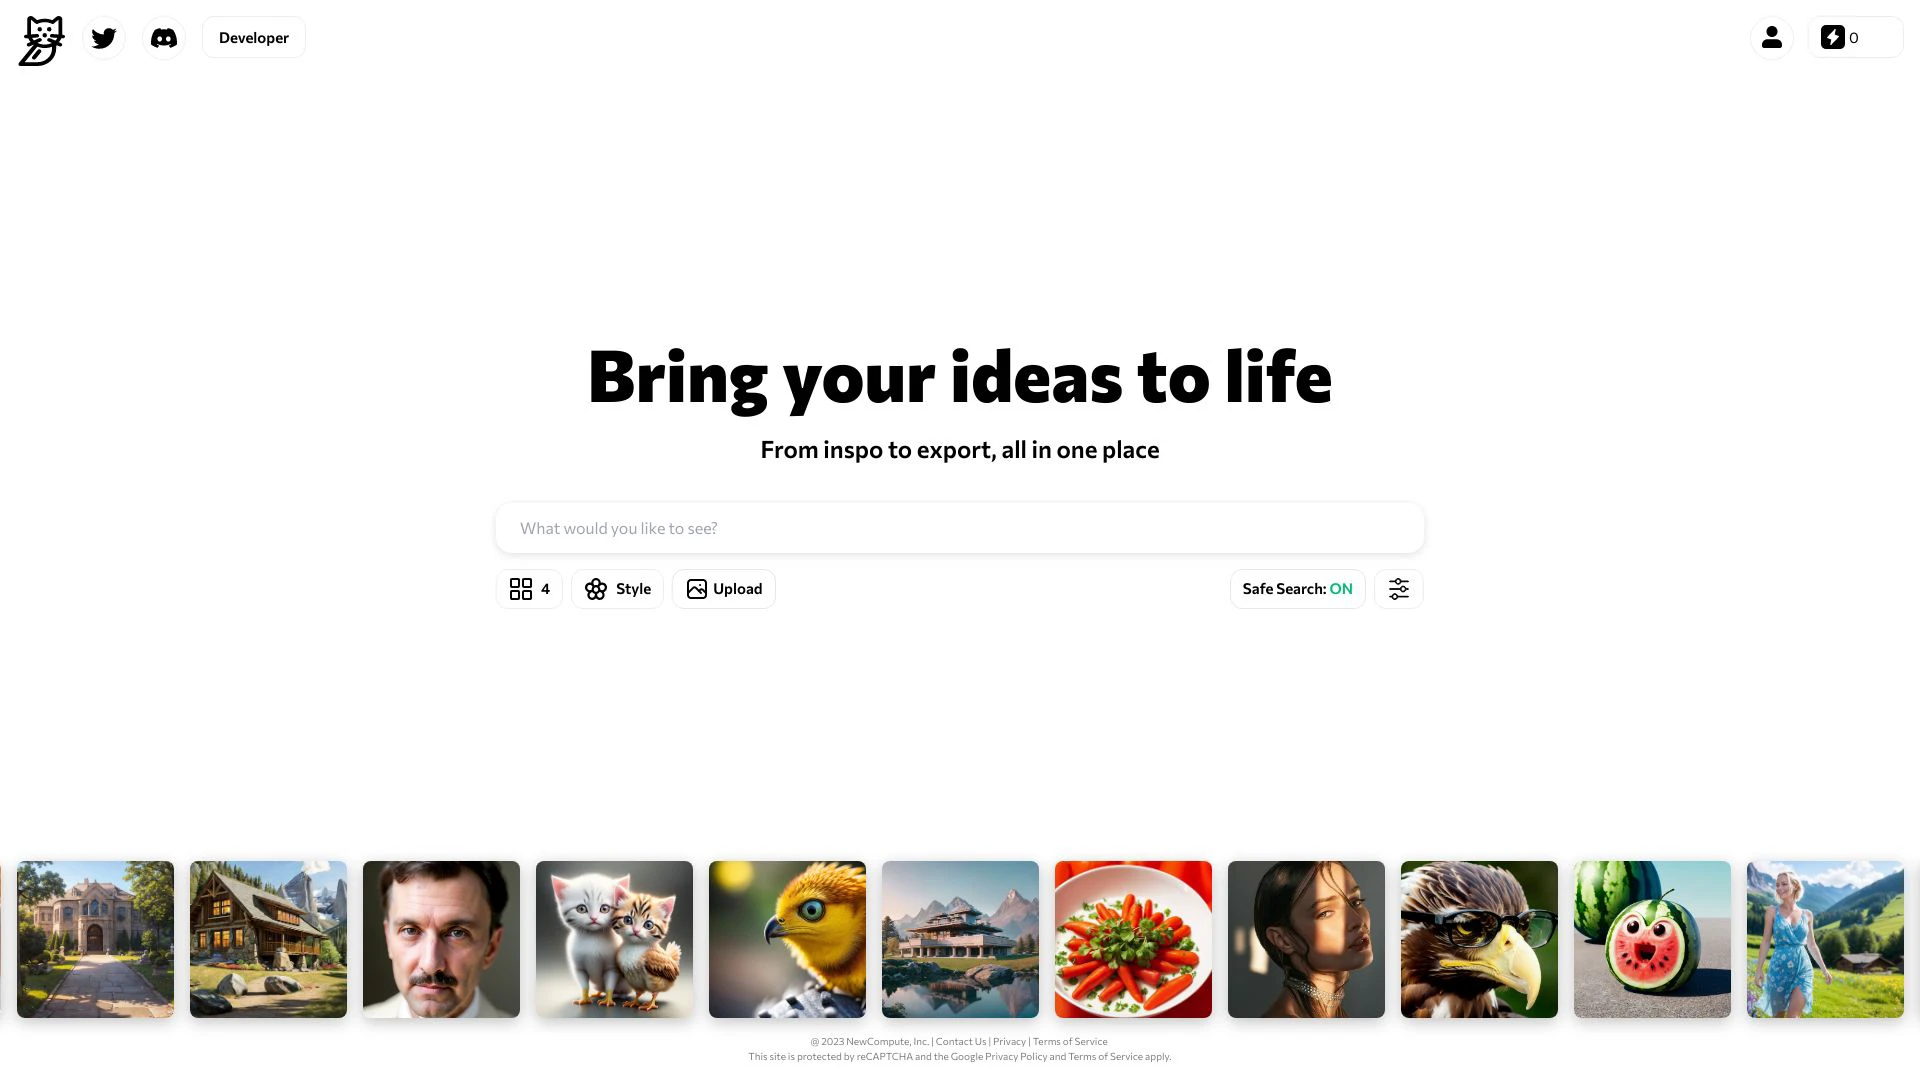 Developer
0
Bring your ideas to life
From inspo to export, all in one place
What would you like to see?
4
Style
Upload
Safe Search: ON
@ 2023 NewCompute, Inc. | Contact Us | Privacy | Terms of Service
This site is protected by reCAPTCHA and the Google Privacy Policy and Terms of Service apply.